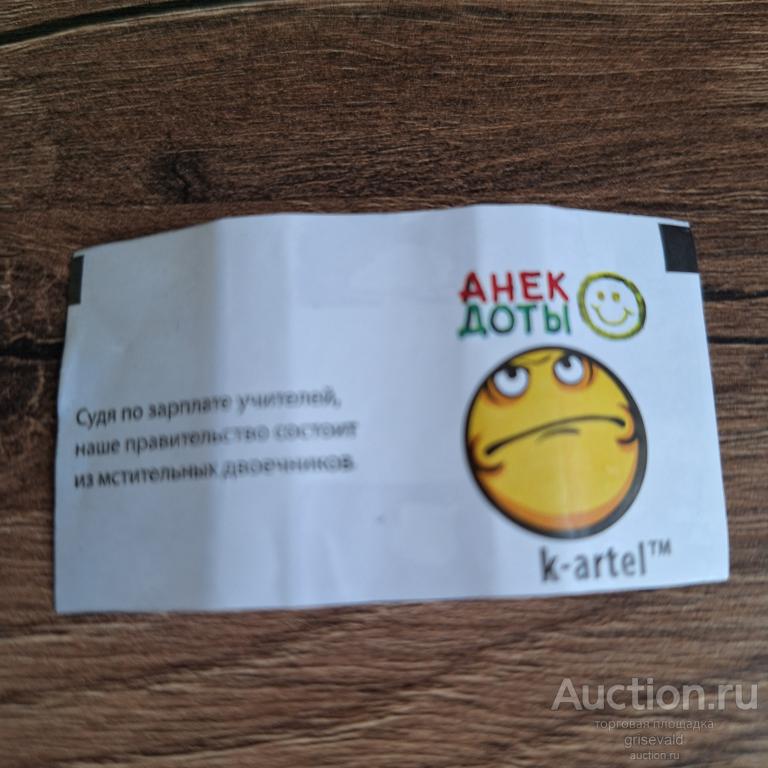 АНЕК
ДОТЫ
Судя по зарплате учителей,
наше правительство состоит
из мстительных двоечников.
k-artel™
Auction.ru
торговая площадка
grisevald
auction.ru